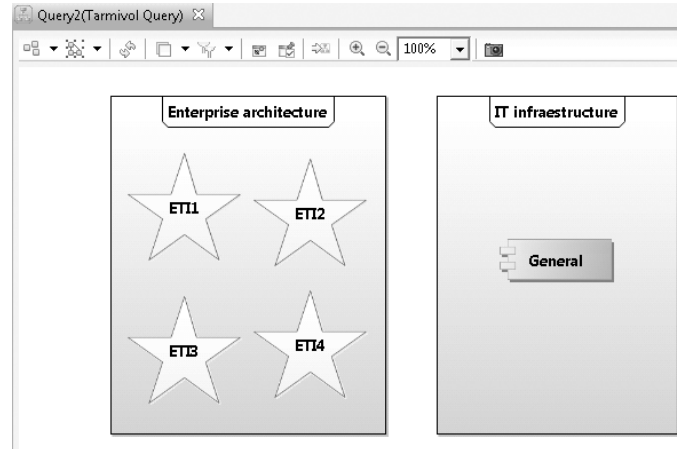 Query2(Tarmivol Query)
100%
Enterprise architecture
IT infraestructure
ETI1
ETI2
General
ETI3
ETI4